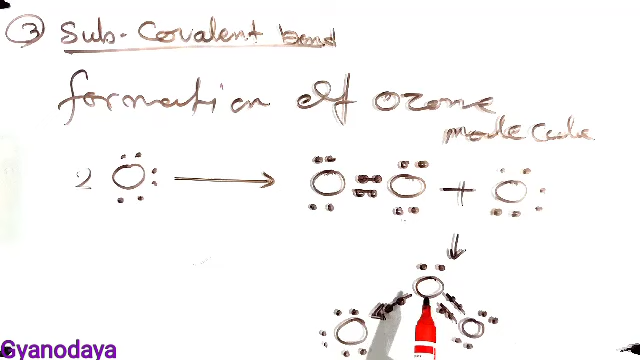 ③ Sub-Covalent bond
formation of ozone
molecule
2 O → O = O + O
↓
O O O
Gyanodaya